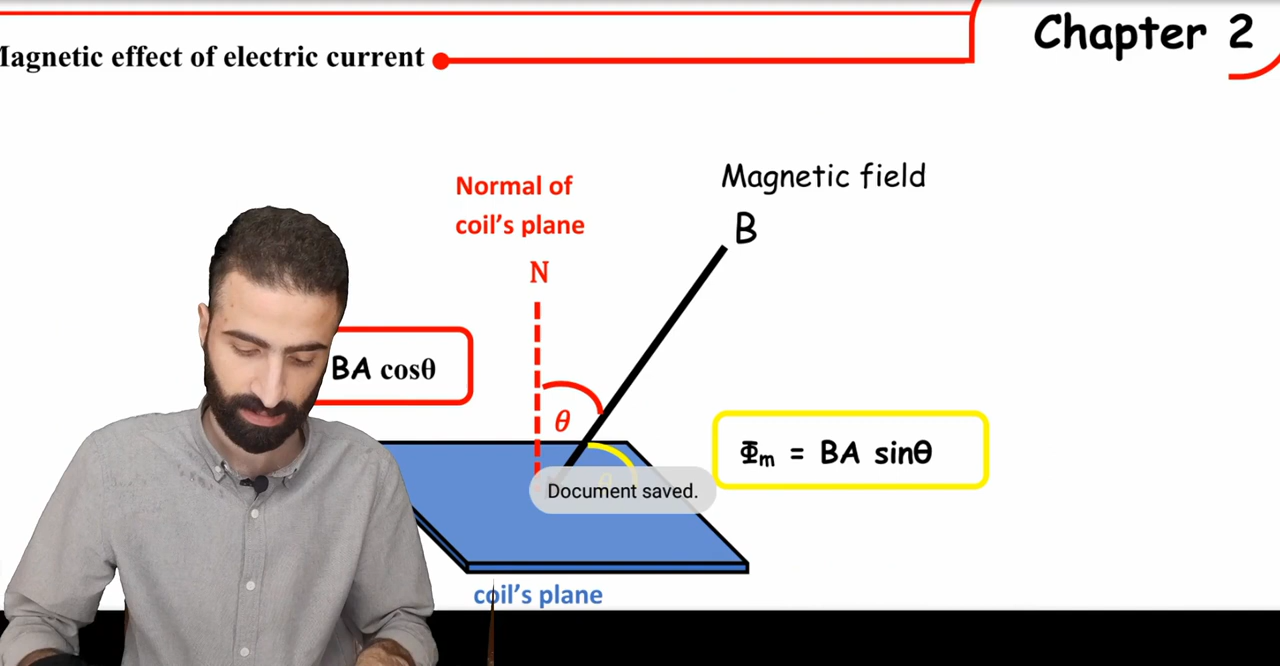 Chapter 2
Magnetic effect of electric current
Magnetic field
B
Normal of
coil's plane
N
BA cosθ
θ
Φm = BA sinθ
Document saved.
coil's plane